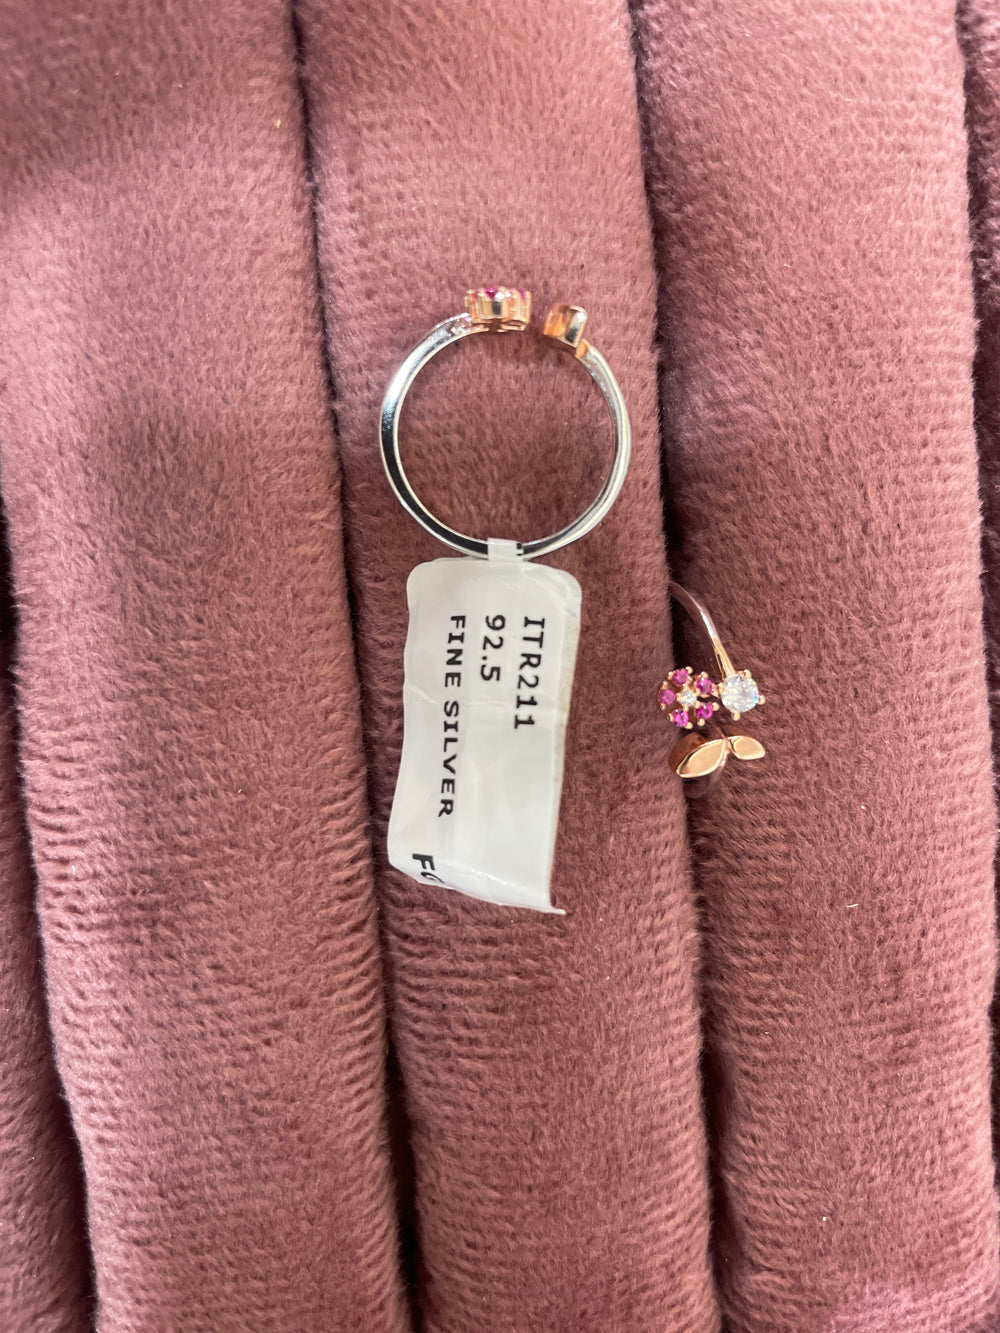 ITR211
92.5
FINE SILVER